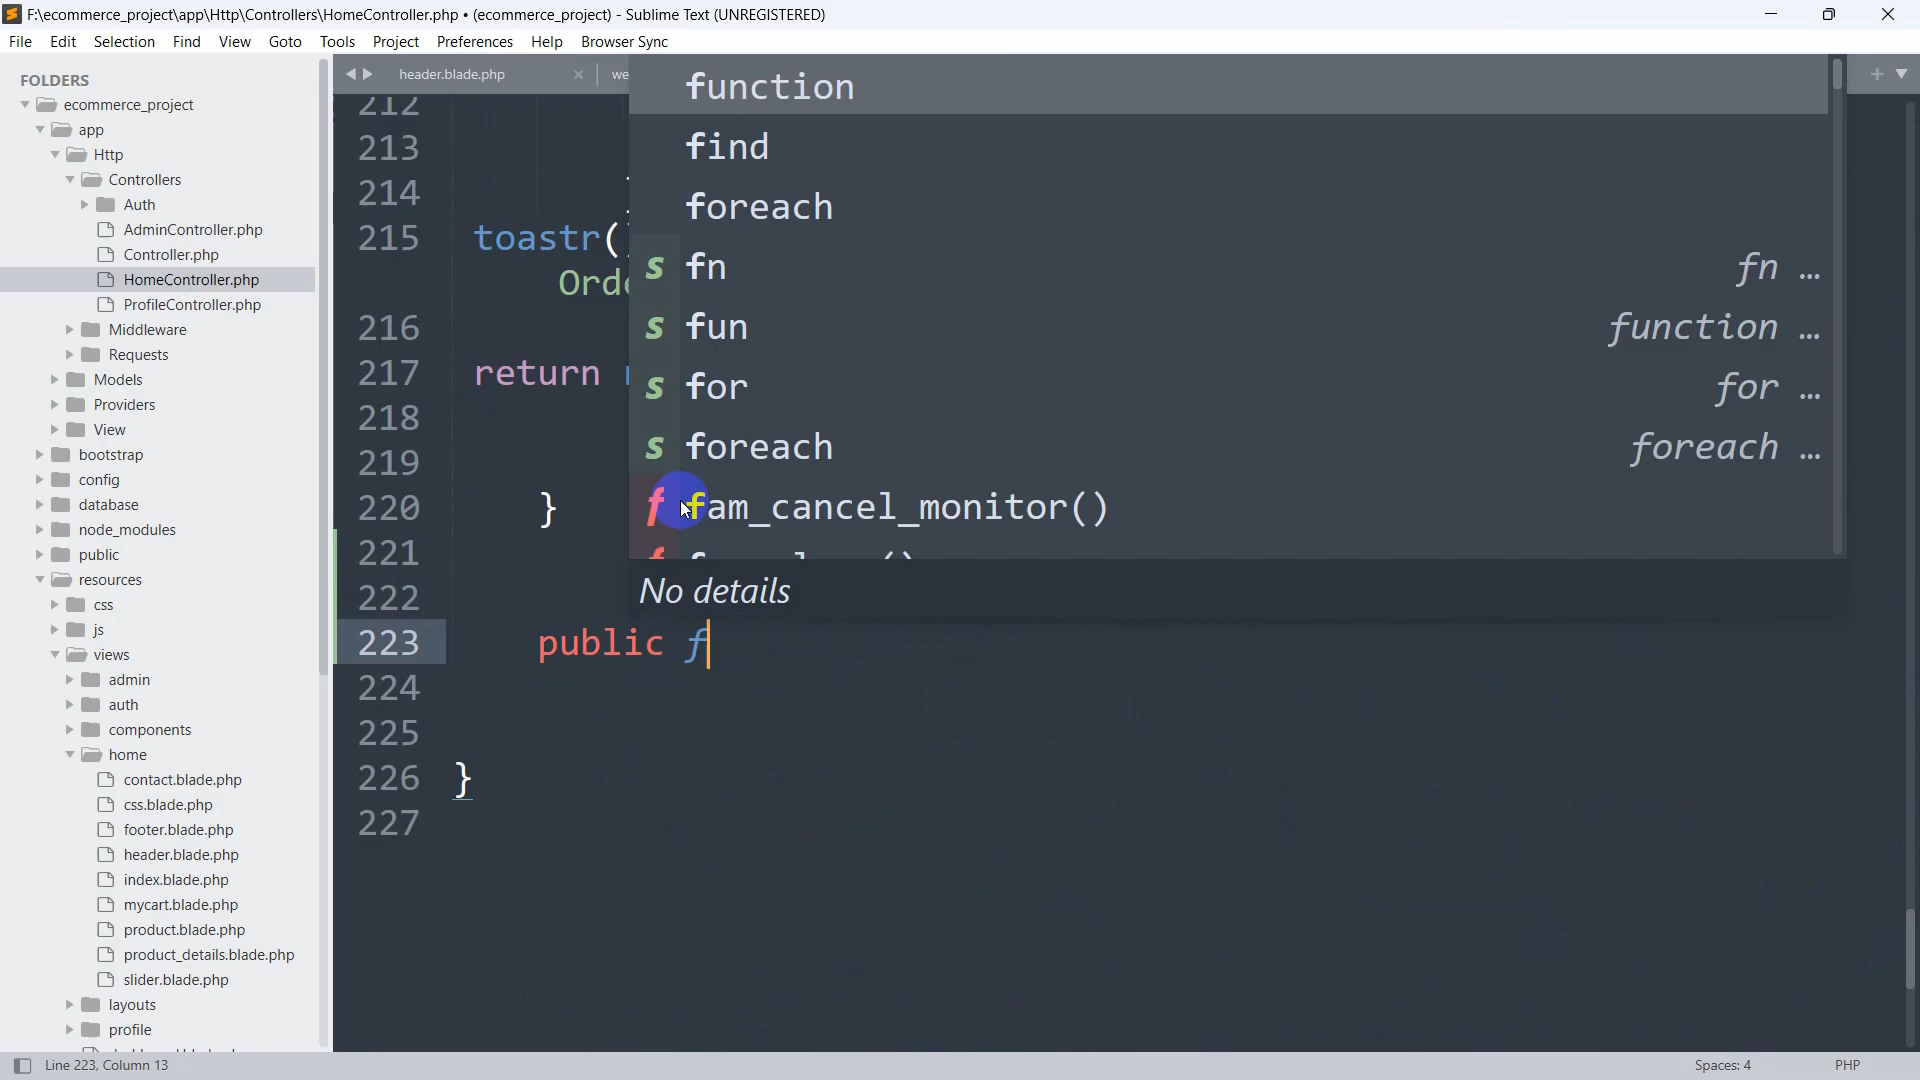 F:\ecommerce_project\app\Http\Controllers\HomeController.php • (ecommerce_project) - Sublime Text (UNREGISTERED)
File Edit Selection Find View Goto Tools Project Preferences Help Browser Sync
FOLDERS
ecommerce_project
app
Http
Controllers
Auth
AdminController.php
Controller.php
HomeController.php
ProfileController.php
Middleware
Requests
Models
Providers
View
bootstrap
config
database
node_modules
public
resources
css
js
views
admin
auth
components
home
contact.blade.php
css.blade.php
footer.blade.php
header.blade.php
index.blade.php
mycart.blade.php
product.blade.php
product_details.blade.php
slider.blade.php
layouts
profile
header.blade.php
we
212
213
214
215 toastr()
Orde
216
217 return
218
219
220 }
221
222
223 public f
224
225
226 }
227
function
find
foreach
s fn fn ...
s fun function ...
s for for ...
s foreach foreach ...
f fam_cancel_monitor()
No details
Line 223, Column 13
Spaces: 4
PHP